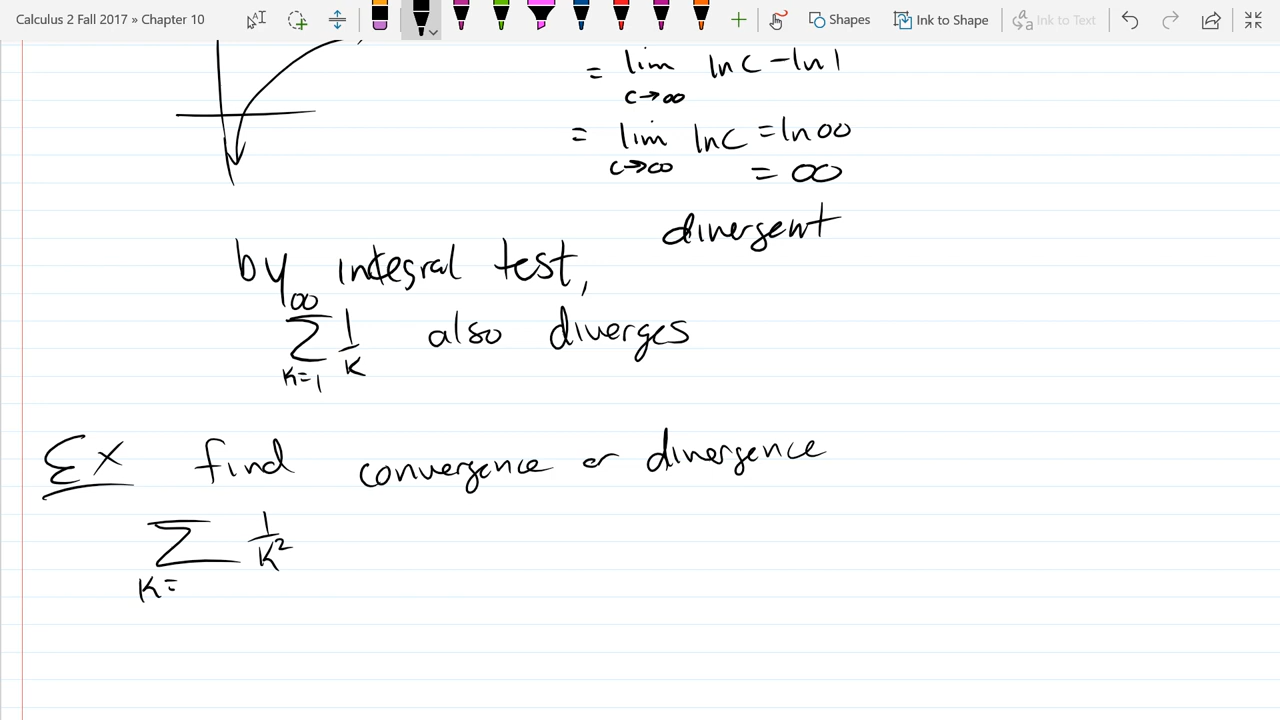 Calculus 2 Fall 2017 » Chapter 10
Shapes
Ink to Shape
Ink to Text
= lim ln c - ln 1
c→∞
= lim ln c = ln ∞
c→∞ = ∞
divergent
by integral test,
∞
∑ 1/k also diverges
k=1
Ex find convergence or divergence
∑ 1/k²
k=